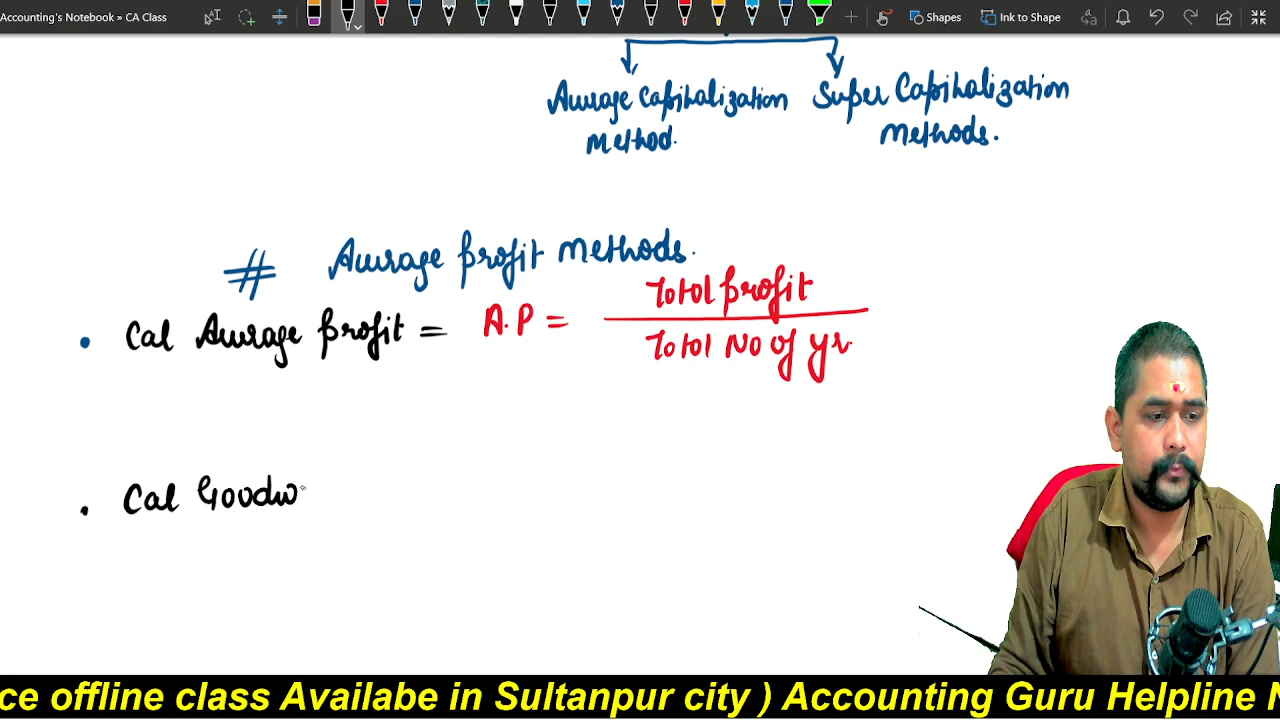 Accounting's Notebook » CA Class
Shapes
Ink to Shape
Average Capitalization Method.
Super Capitalization Methods.
# Average profit Methods.
• Cal Average profit = A.P = Total profit
Total No of yr.
• Cal Goodw
ce offline class Availabe in Sultanpur city ) Accounting Guru Helpline N